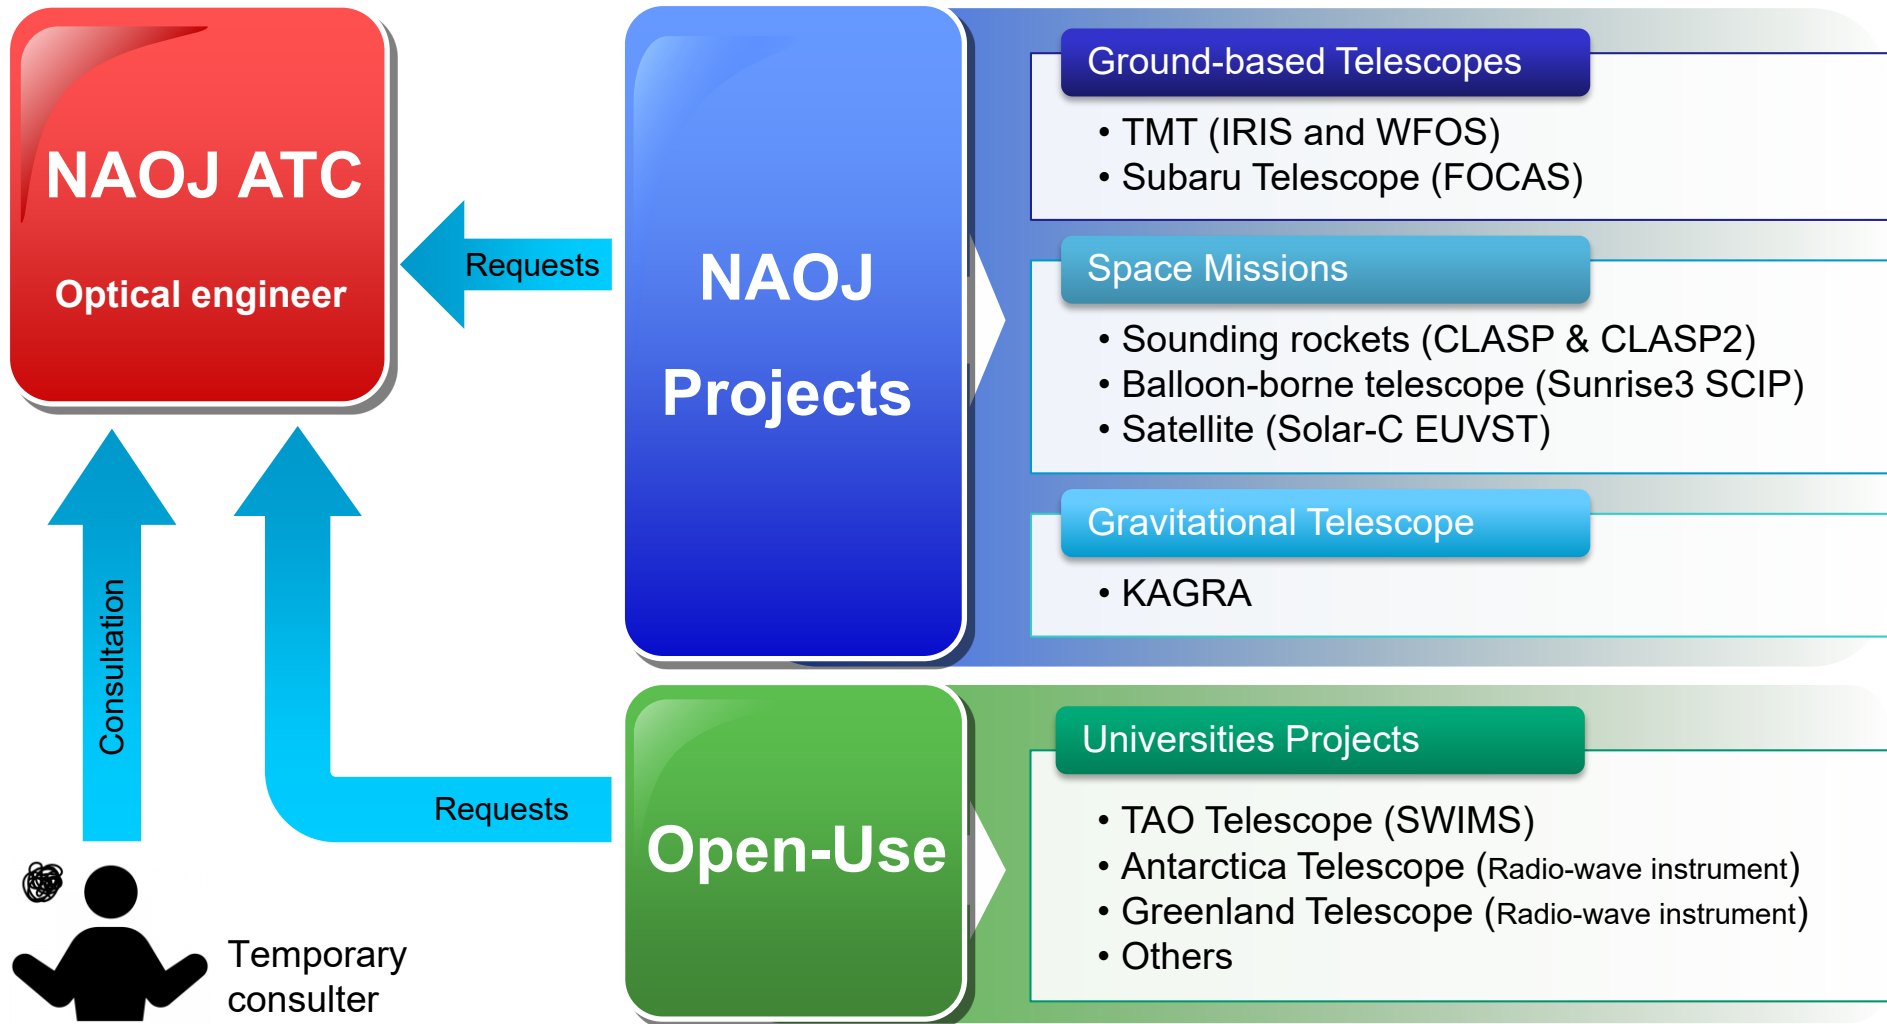 NAOJ ATC
Optical engineer
Requests
NAOJ
Projects
Ground-based Telescopes
• TMT (IRIS and WFOS)
• Subaru Telescope (FOCAS)
Space Missions
• Sounding rockets (CLASP & CLASP2)
• Balloon-borne telescope (Sunrise3 SCIP)
• Satellite (Solar-C EUVST)
Gravitational Telescope
• KAGRA
Consultation
Requests
Open-Use
Universities Projects
• TAO Telescope (SWIMS)
• Antarctica Telescope (Radio-wave instrument)
• Greenland Telescope (Radio-wave instrument)
• Others
Temporary
consulter